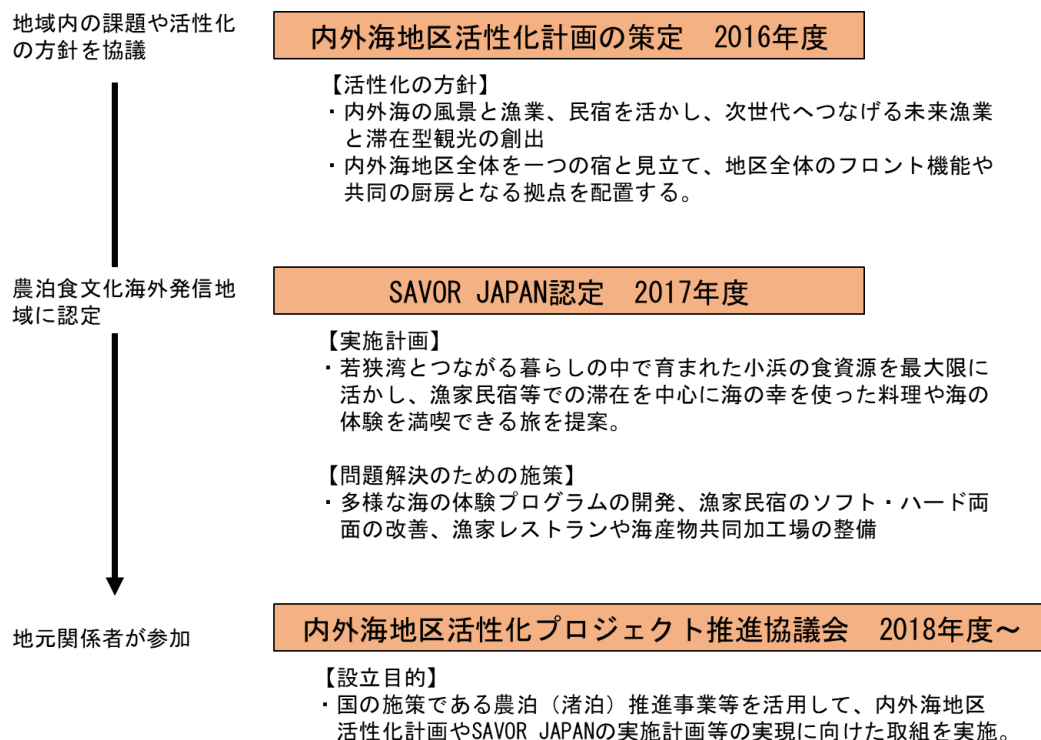 地域内の課題や活性化
の方針を協議
内外海地区活性化計画の策定　2016年度
【活性化の方針】
・内外海の風景と漁業、民宿を活かし、次世代へつなげる未来漁業
と滞在型観光の創出
・内外海地区全体を一つの宿と見立て、地区全体のフロント機能や
共同の厨房となる拠点を配置する。
農泊食文化海外発信地
域に認定
SAVOR JAPAN認定　2017年度
【実施計画】
・若狭湾とつながる暮らしの中で育まれた小浜の食資源を最大限に
活かし、漁家民宿等での滞在を中心に海の幸を使った料理や海の
体験を満喫できる旅を提案。
【問題解決のための施策】
・多様な海の体験プログラムの開発、漁家民宿のソフト・ハード両
面の改善、漁家レストランや海産物共同加工場の整備
地元関係者が参加
内外海地区活性化プロジェクト推進協議会　2018年度～
【設立目的】
・国の施策である農泊（渚泊）推進事業等を活用して、内外海地区
活性化計画やSAVOR JAPANの実施計画等の実現に向けた取組を実施。